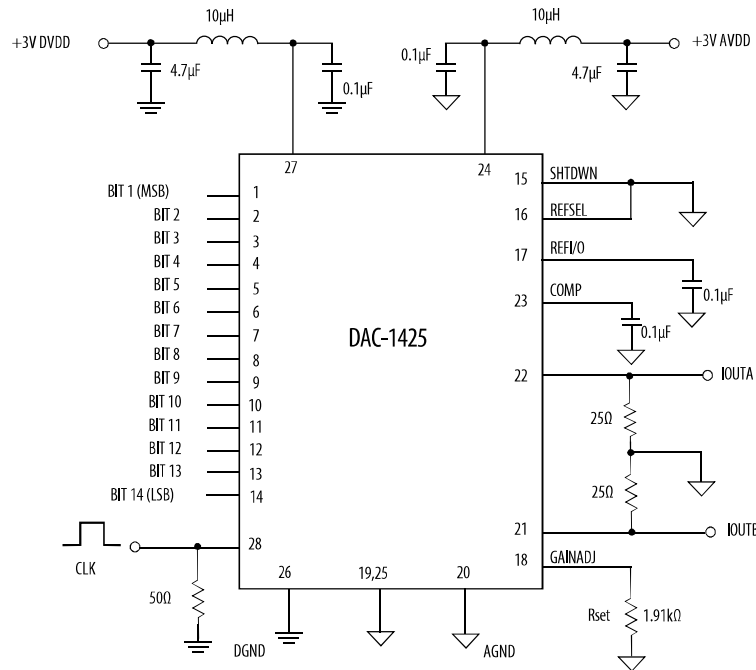 10µH
10µH
+3V DVDD
+3V AVDD
4.7µF
0.1µF
0.1µF
4.7µF
27
24
BIT 1 (MSB)
1
BIT 2
2
BIT 3
3
BIT 4
4
BIT 5
5
BIT 6
6
BIT 7
7
BIT 8
8
BIT 9
9
BIT 10
10
BIT 11
11
BIT 12
12
BIT 13
13
BIT 14 (LSB)
14
CLK
28
50Ω
DAC-1425
15
SHTDWN
16
REFSEL
17
REFI/O
0.1µF
23
COMP
0.1µF
22
IOUTA
25Ω
25Ω
21
IOUTB
18
GAINADJ
Rset
1.91kΩ
26
19,25
20
DGND
AGND